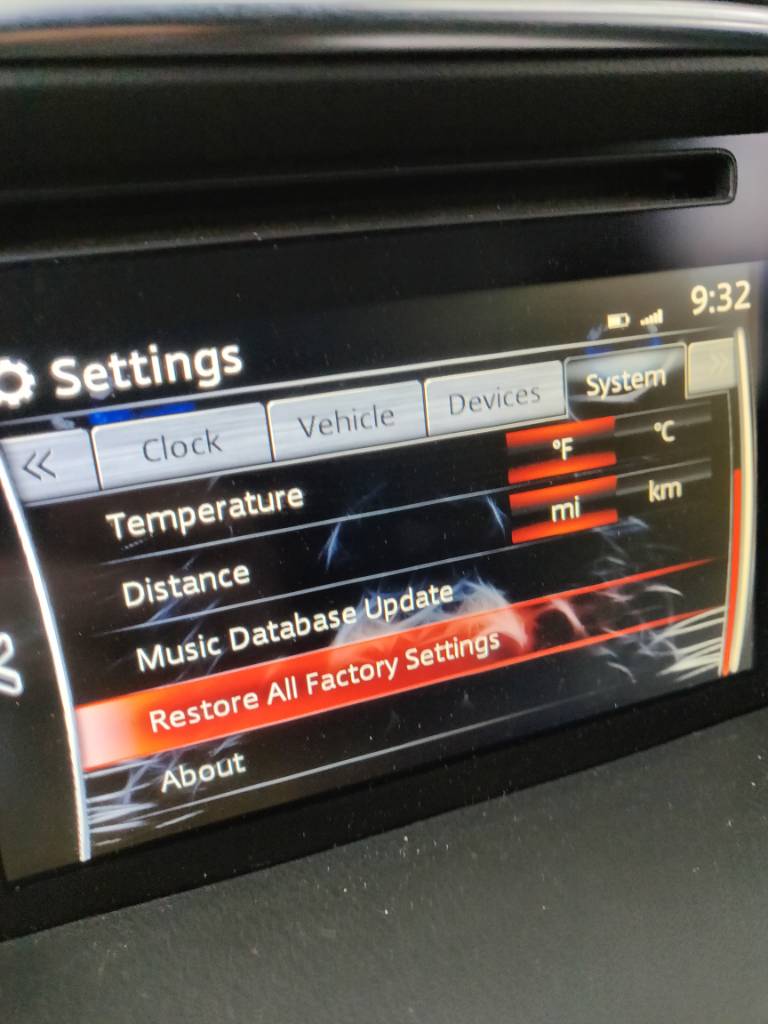 9:32
Settings
« Clock Vehicle Devices System »
Temperature °F °C
Distance mi km
Music Database Update
Restore All Factory Settings
About